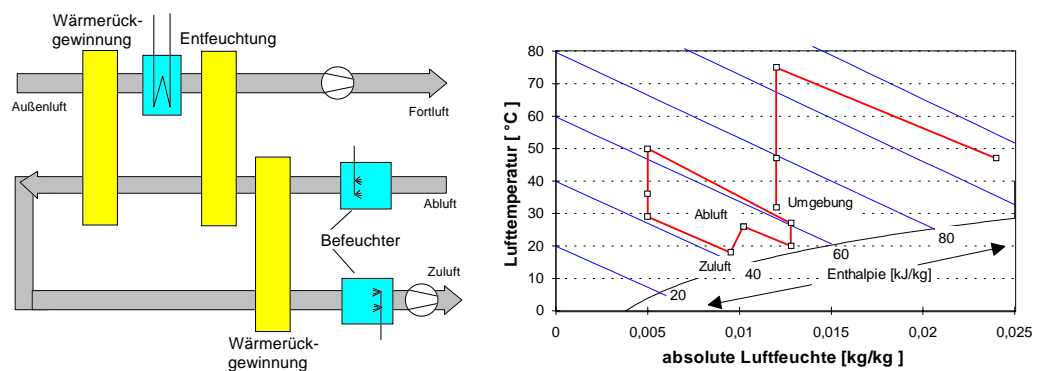 Wärmerück-
gewinnung
Entfeuchtung
Außenluft
Fortluft
Abluft
Befeuchter
Zuluft
Wärmerück-
gewinnung
Lufttemperatur [ °C]
80
70
60
50
40
30
20
10
0
Umgebung
Abluft
Zuluft
80
60
40
20
Enthalpie [kJ/kg]
0
0,005
0,01
0,015
0,02
0,025
absolute Luftfeuchte [kg/kg ]